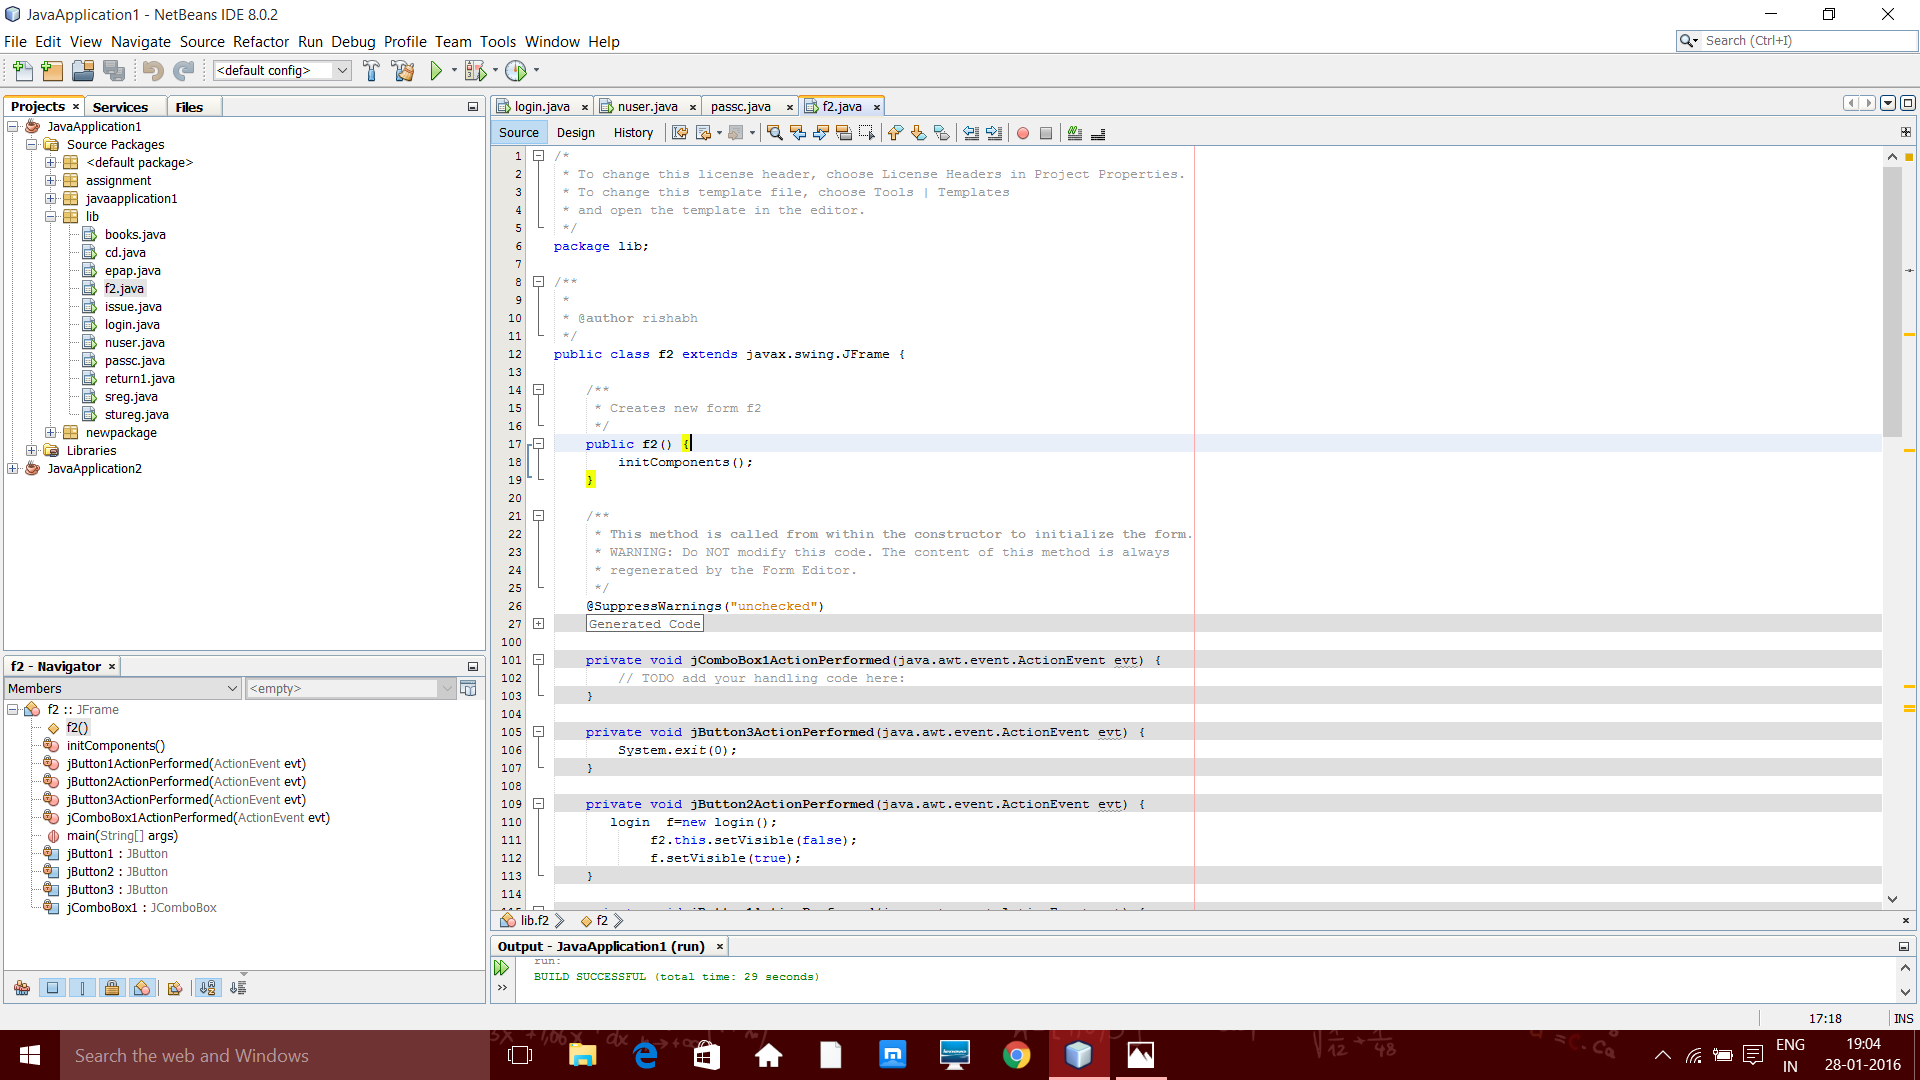 JavaApplication1 - NetBeans IDE 8.0.2
File Edit View Navigate Source Refactor Run Debug Profile Team Tools Window Help
Search (Ctrl+I)
<default config>
Projects
Services
Files
JavaApplication1
Source Packages
<default package>
assignment
javaapplication1
lib
books.java
cd.java
epap.java
f2.java
issue.java
login.java
nuser.java
passc.java
return1.java
sreg.java
stureg.java
newpackage
Libraries
JavaApplication2
f2 - Navigator
Members
<empty>
f2 :: JFrame
f2()
initComponents()
jButton1ActionPerformed(ActionEvent evt)
jButton2ActionPerformed(ActionEvent evt)
jButton3ActionPerformed(ActionEvent evt)
jComboBox1ActionPerformed(ActionEvent evt)
main(String[] args)
jButton1 : JButton
jButton2 : JButton
jButton3 : JButton
jComboBox1 : JComboBox
login.java
nuser.java
passc.java
f2.java
Source
Design
History
1 /*
2 * To change this license header, choose License Headers in Project Properties.
3 * To change this template file, choose Tools | Templates
4 * and open the template in the editor.
5 */
6 package lib;
7
8 /**
9 *
10 * @author rishabh
11 */
12 public class f2 extends javax.swing.JFrame {
13
14 /**
15 * Creates new form f2
16 */
17 public f2() {
18 initComponents();
19 }
20
21 /**
22 * This method is called from within the constructor to initialize the form.
23 * WARNING: Do NOT modify this code. The content of this method is always
24 * regenerated by the Form Editor.
25 */
26 @SuppressWarnings("unchecked")
27 Generated Code
100
101 private void jComboBox1ActionPerformed(java.awt.event.ActionEvent evt) {
102 // TODO add your handling code here:
103 }
104
105 private void jButton3ActionPerformed(java.awt.event.ActionEvent evt) {
106 System.exit(0);
107 }
108
109 private void jButton2ActionPerformed(java.awt.event.ActionEvent evt) {
110 login f=new login();
111 f2.this.setVisible(false);
112 f.setVisible(true);
113 }
114
lib.f2
f2
Output - JavaApplication1 (run)
run:
BUILD SUCCESSFUL (total time: 29 seconds)
17:18
INS
Search the web and Windows
ENG
IN
19:04
28-01-2016